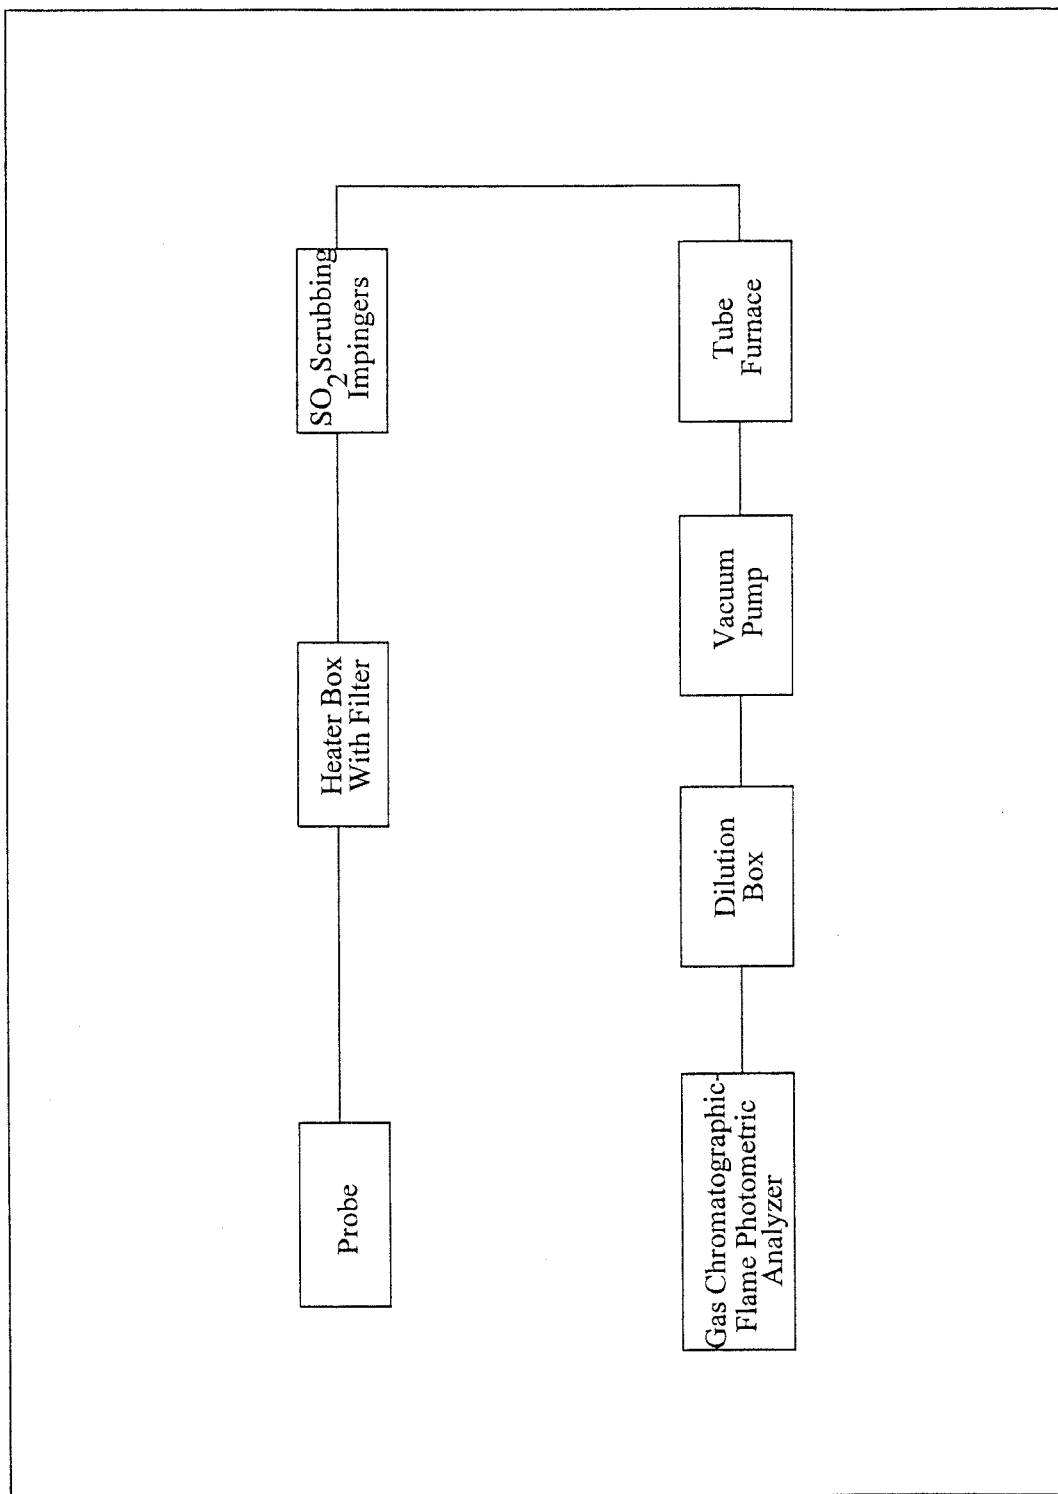 Probe
Heater Box
With Filter
SO2 Scrubbing
Impingers
Tube
Furnace
Vacuum
Pump
Dilution
Box
Gas Chromatographic-
Flame Photometric
Analyzer